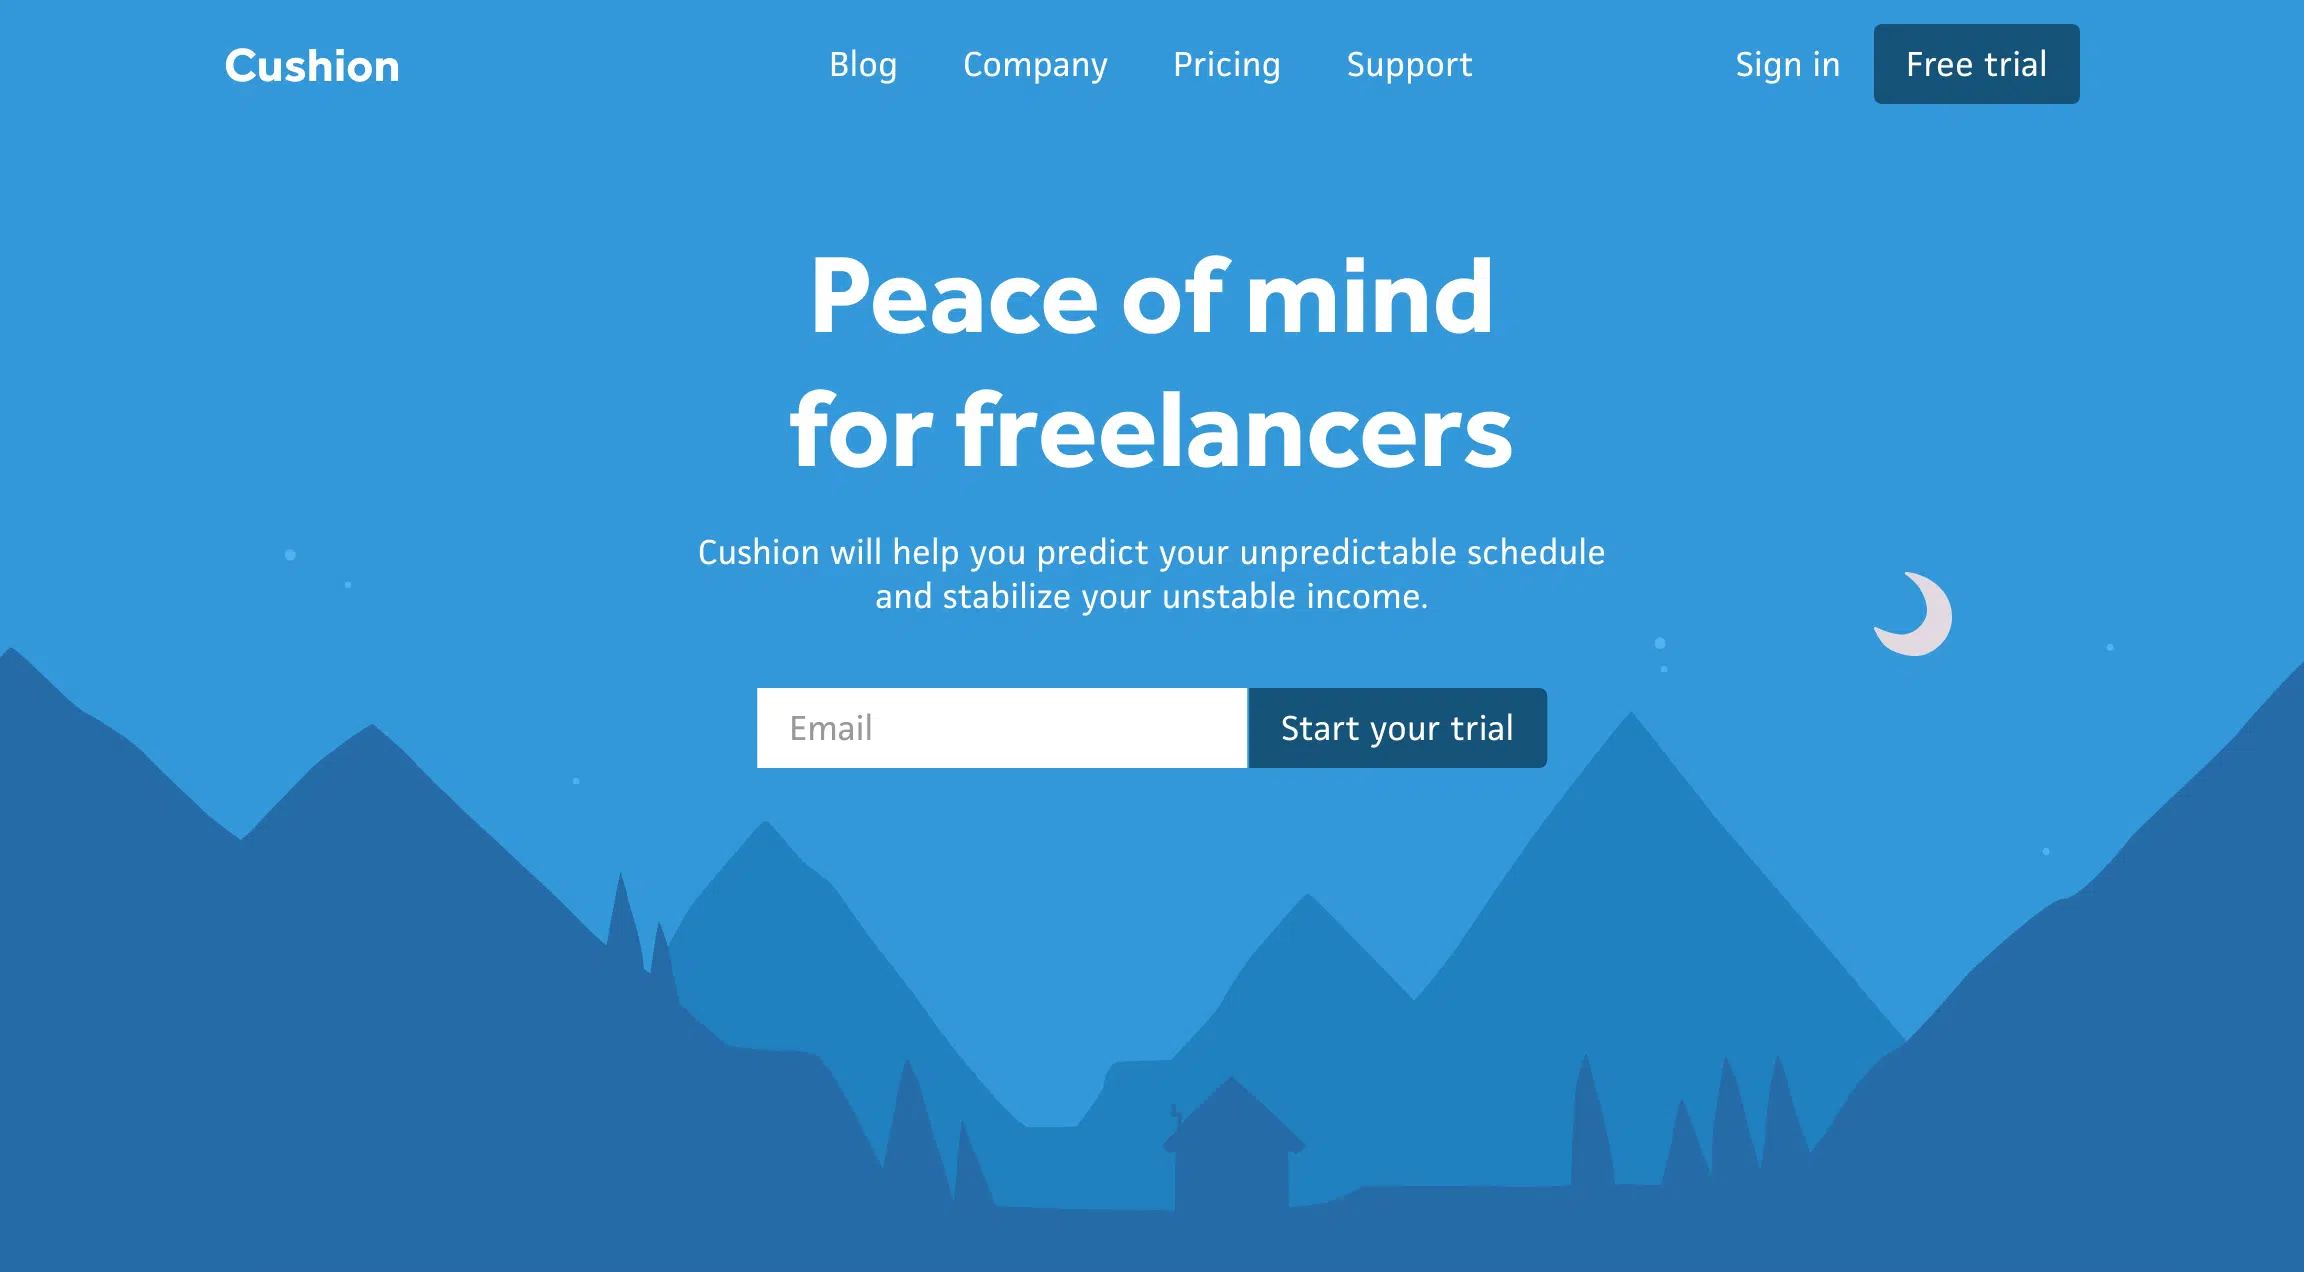 Cushion
Blog
Company
Pricing
Support
Sign in
Free trial
Peace of mind
for freelancers
Cushion will help you predict your unpredictable schedule
and stabilize your unstable income.
Email
Start your trial